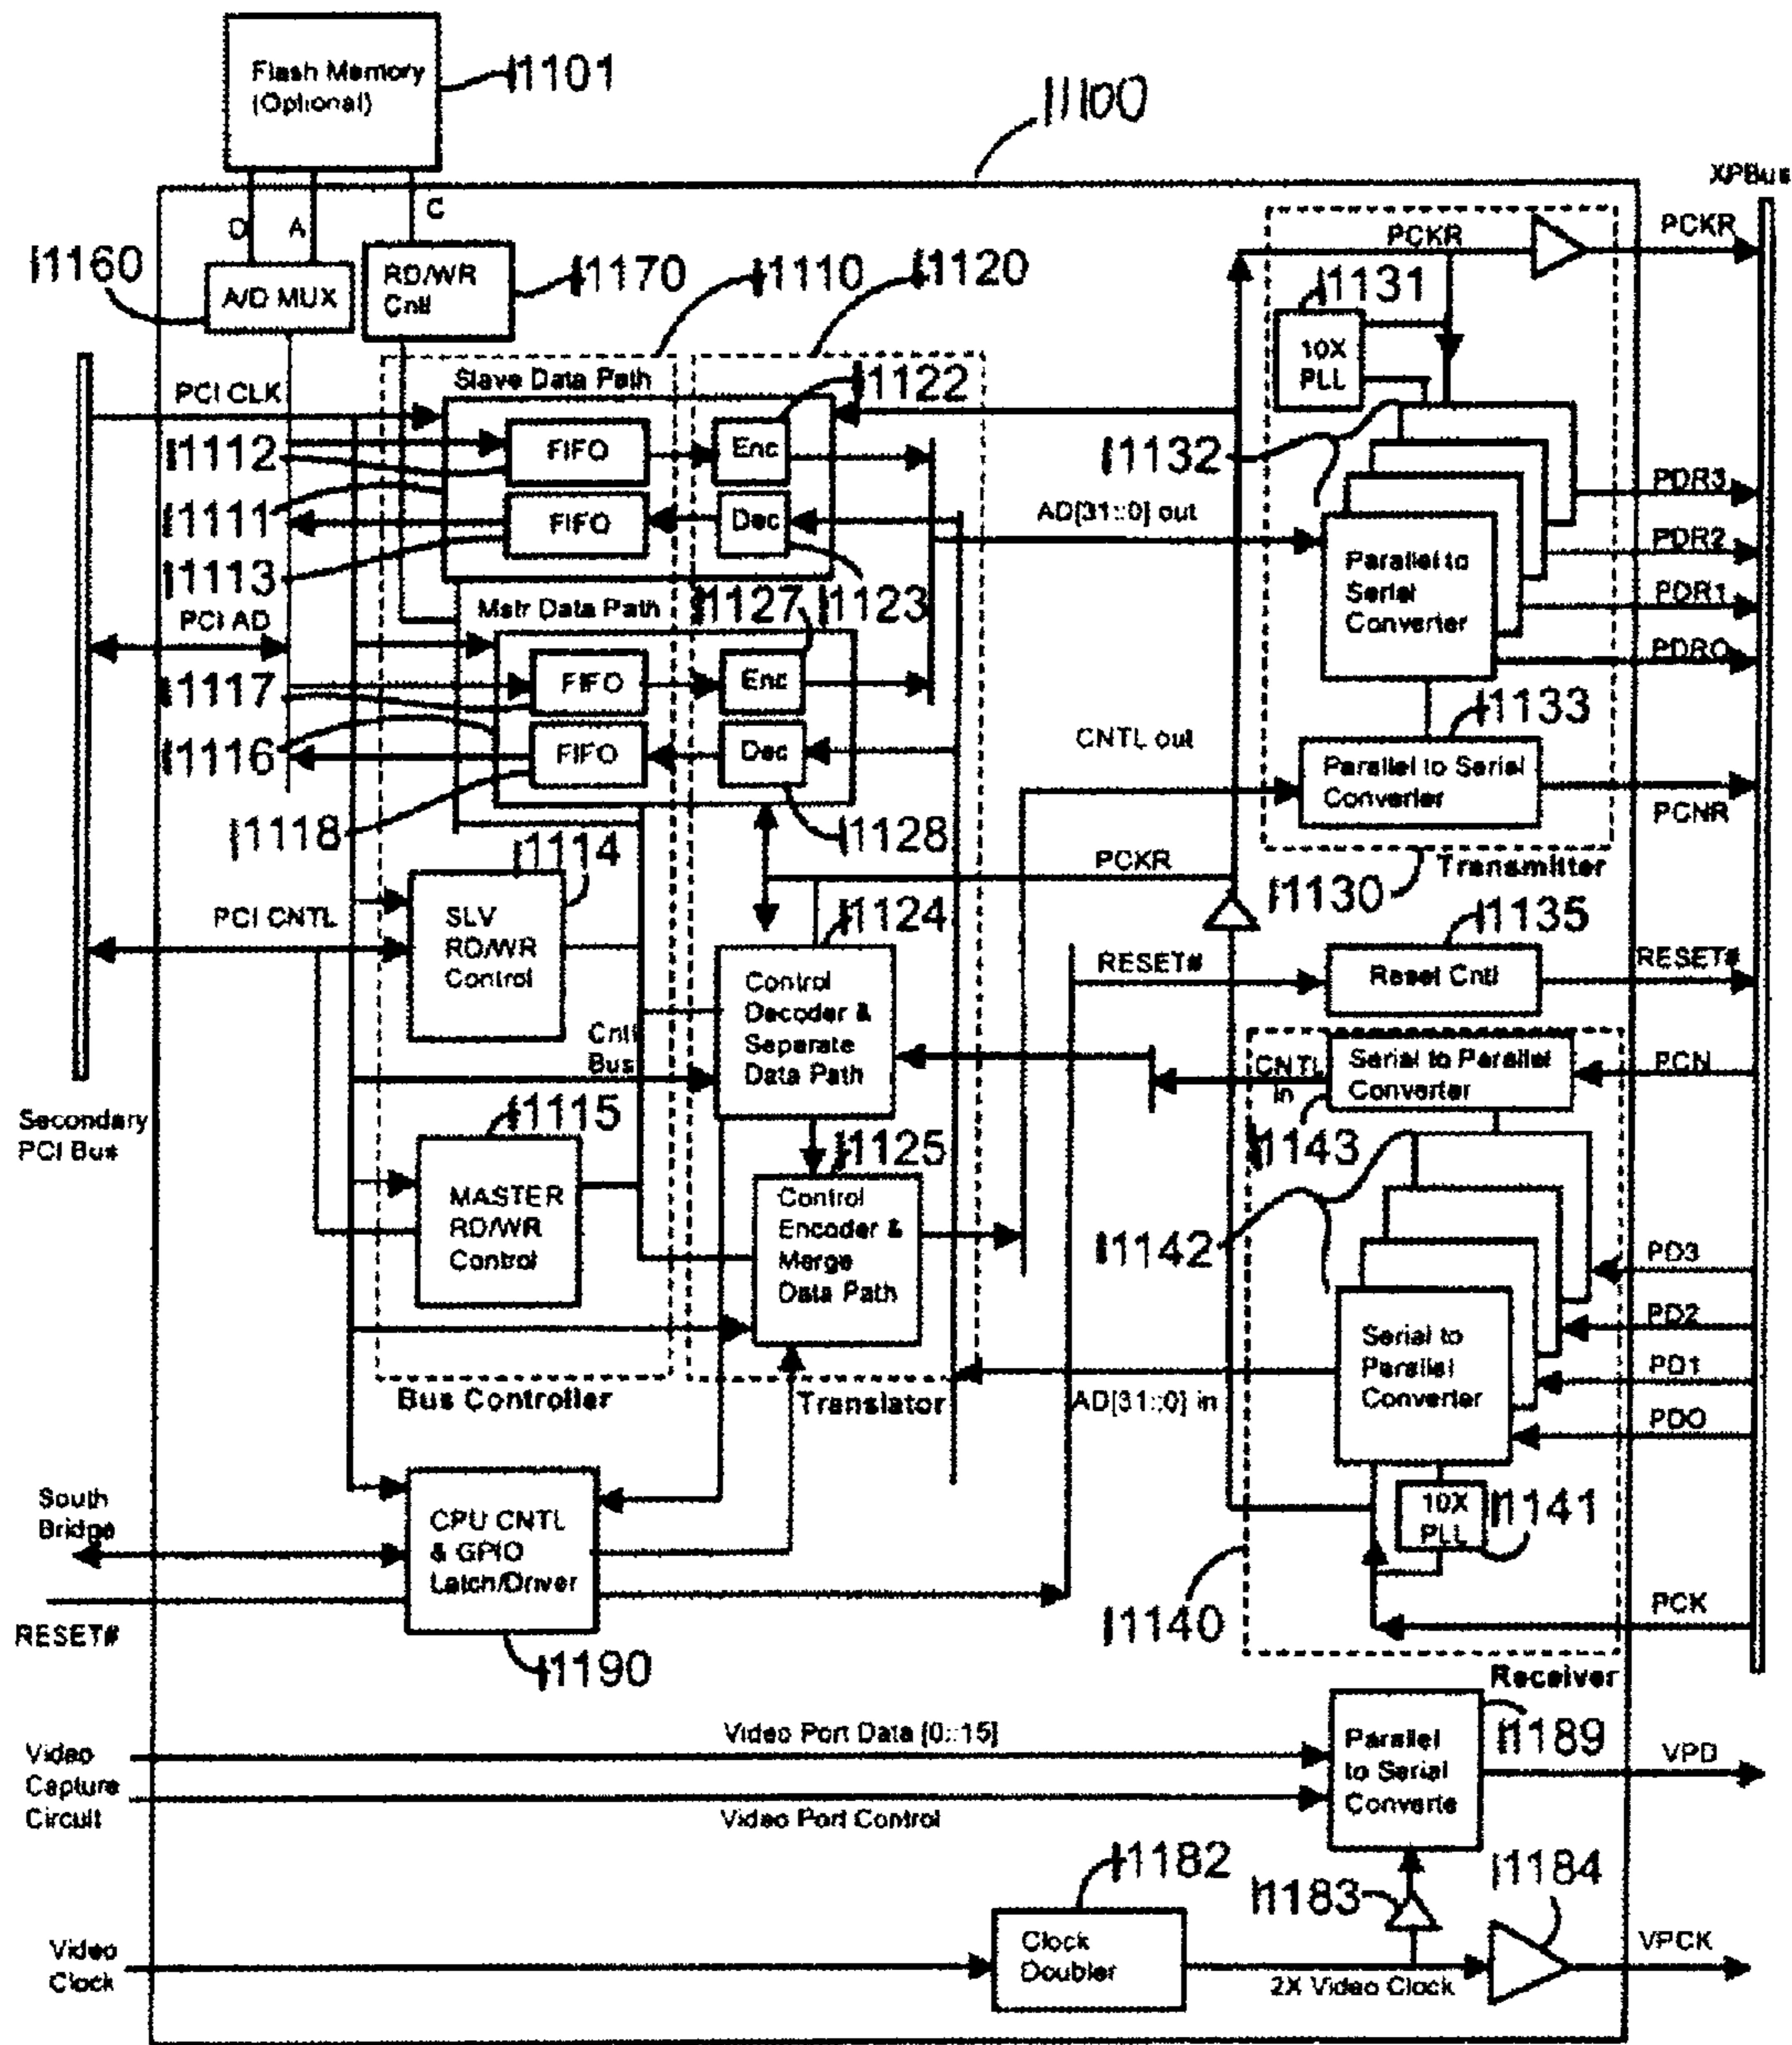 Flash Memory
(Optional)
1101
1100
XPBus
D
A
C
1160
A/D MUX
RD/WR
Cntl
1170
1110
1120
PCKR
PCKR
1131
10X
PLL
PCI CLK
Slave Data Path
1122
1112
FIFO
Enc
1132
1111
FIFO
Dec
AD[31::0] out
PDR3
PDR2
PDR1
PDR0
1113
Parallel to
Serial
Converter
PCI AD
Mstr Data Path
1127
1123
1117
FIFO
Enc
1116
FIFO
Dec
CNTL out
1133
Parallel to Serial
Converter
PCNR
1118
1114
1128
PCKR
Transmitter
1130
PCI CNTL
SLV
RD/WR
Control
1124
1135
Control
Decoder &
Separate
Data Path
RESET#
Reset Cntl
RESET#
Cntl
Bus
CNTL
in
Serial to Parallel
Converter
PCN
Secondary
PCI Bus
1115
1125
1143
MASTER
RD/WR
Control
Control
Encoder &
Merge
Data Path
1142
PD3
PD2
PD1
PD0
Serial to
Parallel
Converter
Bus Controller
Translator
AD[31::0] in
South
Bridge
CPU CNTL
& GPIO
Latch/Driver
10X
PLL
1141
RESET#
1190
1140
PCK
Receiver
Video
Capture
Circuit
Video Port Data [0::15]
Video Port Control
Parallel
to Serial
Converte
1189
VPD
1182
1183
1184
Video
Clock
Clock
Doubler
2X Video Clock
VPCK